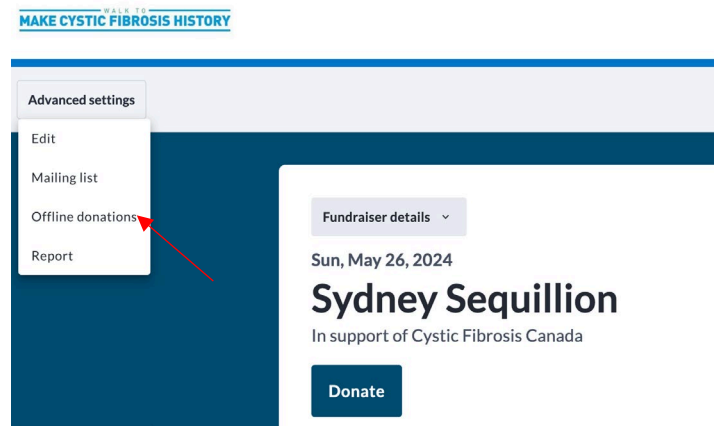 WALK TO
MAKE CYSTIC FIBROSIS HISTORY
Advanced settings
Edit
Mailing list
Offline donations
Report
Fundraiser details
Sun, May 26, 2024
Sydney Sequillion
In support of Cystic Fibrosis Canada
Donate